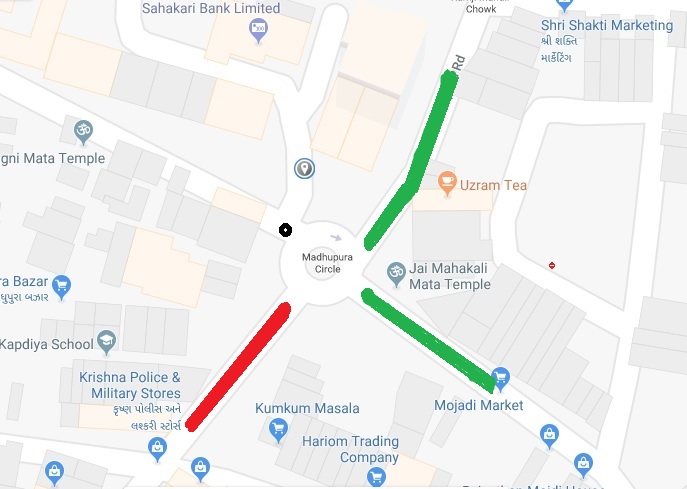 Sahakari Bank Limited
Chowk
Shri Shakti Marketing
શ્રી શક્તિ
માર્કેટિંગ
Rd
gni Mata Temple
Uzram Tea
Madhupura
Circle
Jai Mahakali
Mata Temple
ra Bazar
ધુપુરા બઝાર
Kapdiya School
Krishna Police &
Military Stores
કૃષ્ણ પોલીસ અને
લશ્કરી સ્ટોર્સ
Kumkum Masala
Mojadi Market
Hariom Trading
Company